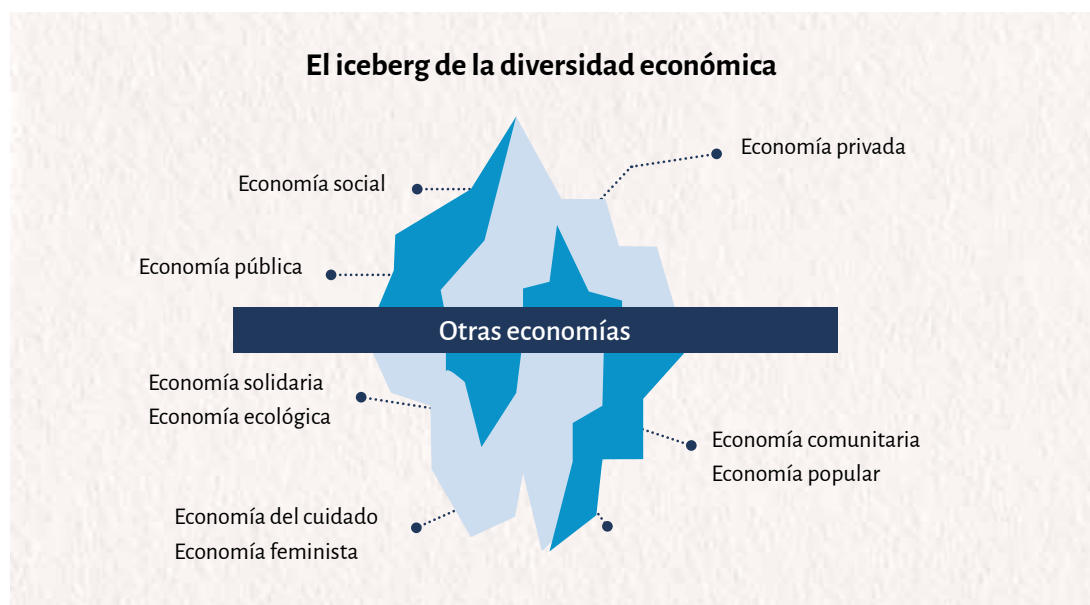 El iceberg de la diversidad económica
Economía privada
Economía social
Economía pública
Otras economías
Economía solidaria
Economía ecológica
Economía comunitaria
Economía popular
Economía del cuidado
Economía feminista